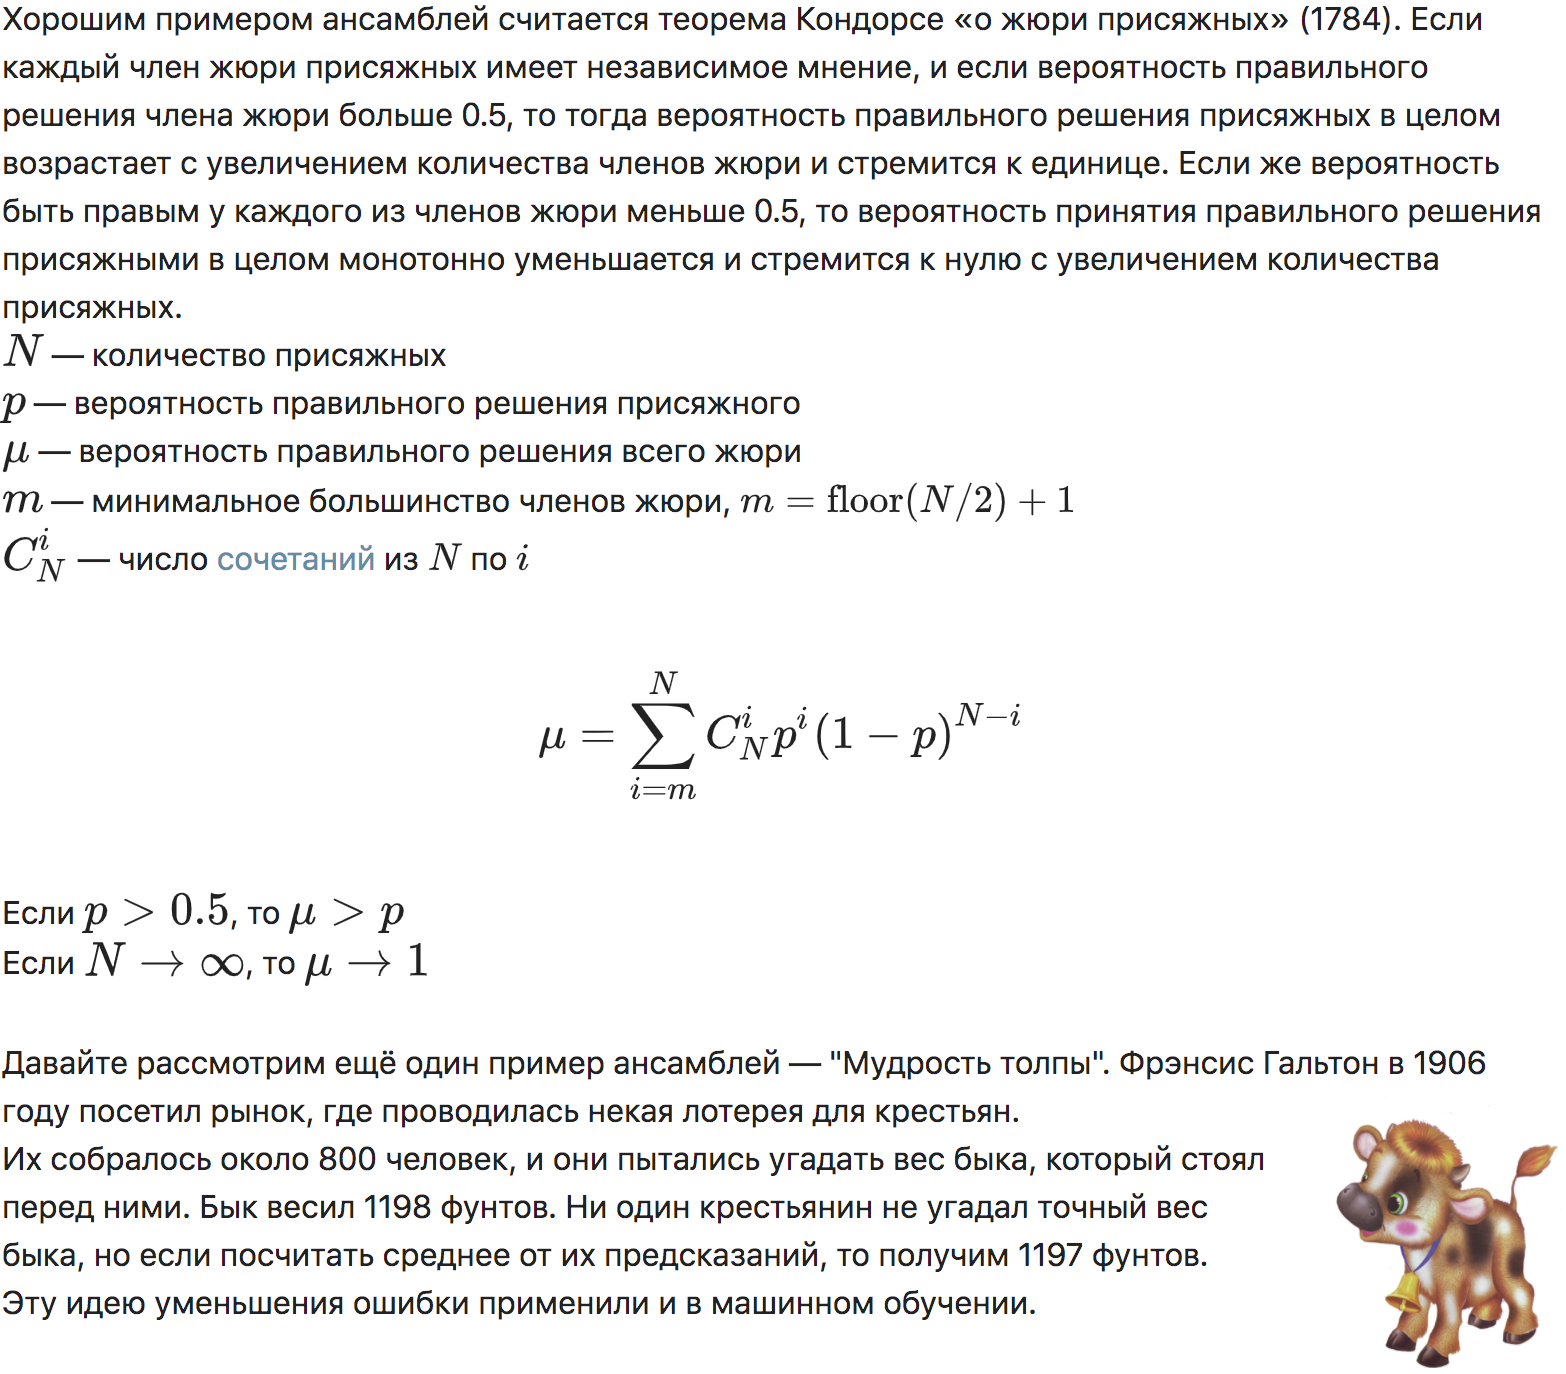 Хорошим примером ансамблей считается теорема Кондорсе «о жюри присяжных» (1784). Если
каждый член жюри присяжных имеет независимое мнение, и если вероятность правильного
решения члена жюри больше 0.5, то тогда вероятность правильного решения присяжных в целом
возрастает с увеличением количества членов жюри и стремится к единице. Если же вероятность
быть правым у каждого из членов жюри меньше 0.5, то вероятность принятия правильного решения
присяжными в целом монотонно уменьшается и стремится к нулю с увеличением количества
присяжных.
N — количество присяжных
p — вероятность правильного решения присяжного
μ — вероятность правильного решения всего жюри
m — минимальное большинство членов жюри, m = floor(N/2) + 1
C_N^i — число сочетаний из N по i
μ = \sum_{i=m}^{N} C_N^i p^i (1 − p)^{N−i}
Если p > 0.5, то μ > p
Если N → ∞, то μ → 1
Давайте рассмотрим ещё один пример ансамблей — "Мудрость толпы". Фрэнсис Гальтон в 1906
году посетил рынок, где проводилась некая лотерея для крестьян.
Их собралось около 800 человек, и они пытались угадать вес быка, который стоял
перед ними. Бык весил 1198 фунтов. Ни один крестьянин не угадал точный вес
быка, но если посчитать среднее от их предсказаний, то получим 1197 фунтов.
Эту идею уменьшения ошибки применили и в машинном обучении.